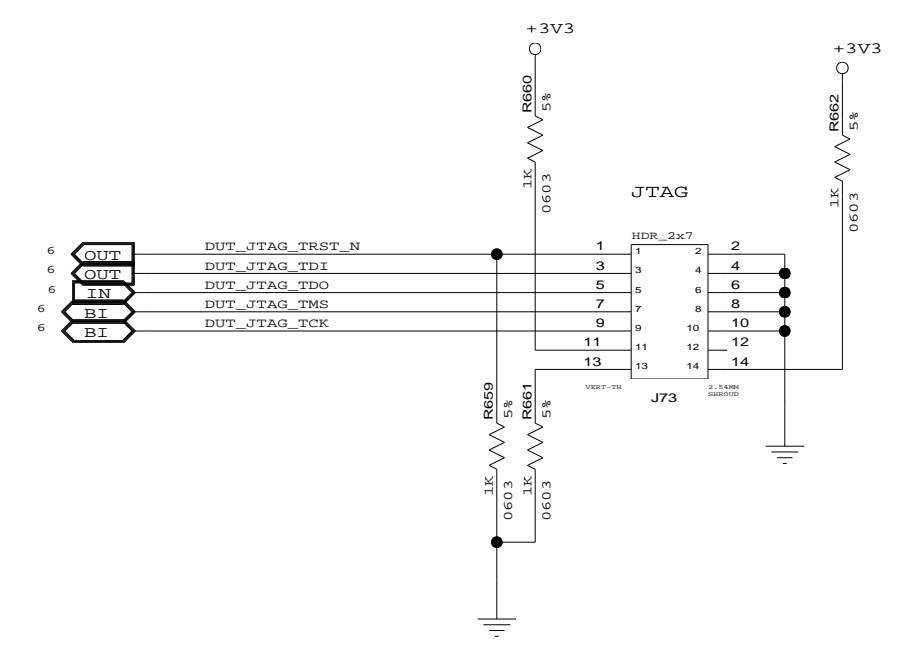 +3V3
+3V3
R660
5%
1K
0603
R662
5%
1K
0603
JTAG
HDR_2x7
6 OUT DUT_JTAG_TRST_N 1 1 2 2
6 OUT DUT_JTAG_TDI 3 3 4 4
6 IN DUT_JTAG_TDO 5 5 6 6
6 BI DUT_JTAG_TMS 7 7 8 8
6 BI DUT_JTAG_TCK 9 9 10 10
11 11 12 12
13 13 14 14
VERT-TH
2.54MM
SHROUD
J73
R659
5%
1K
0603
R661
5%
1K
0603